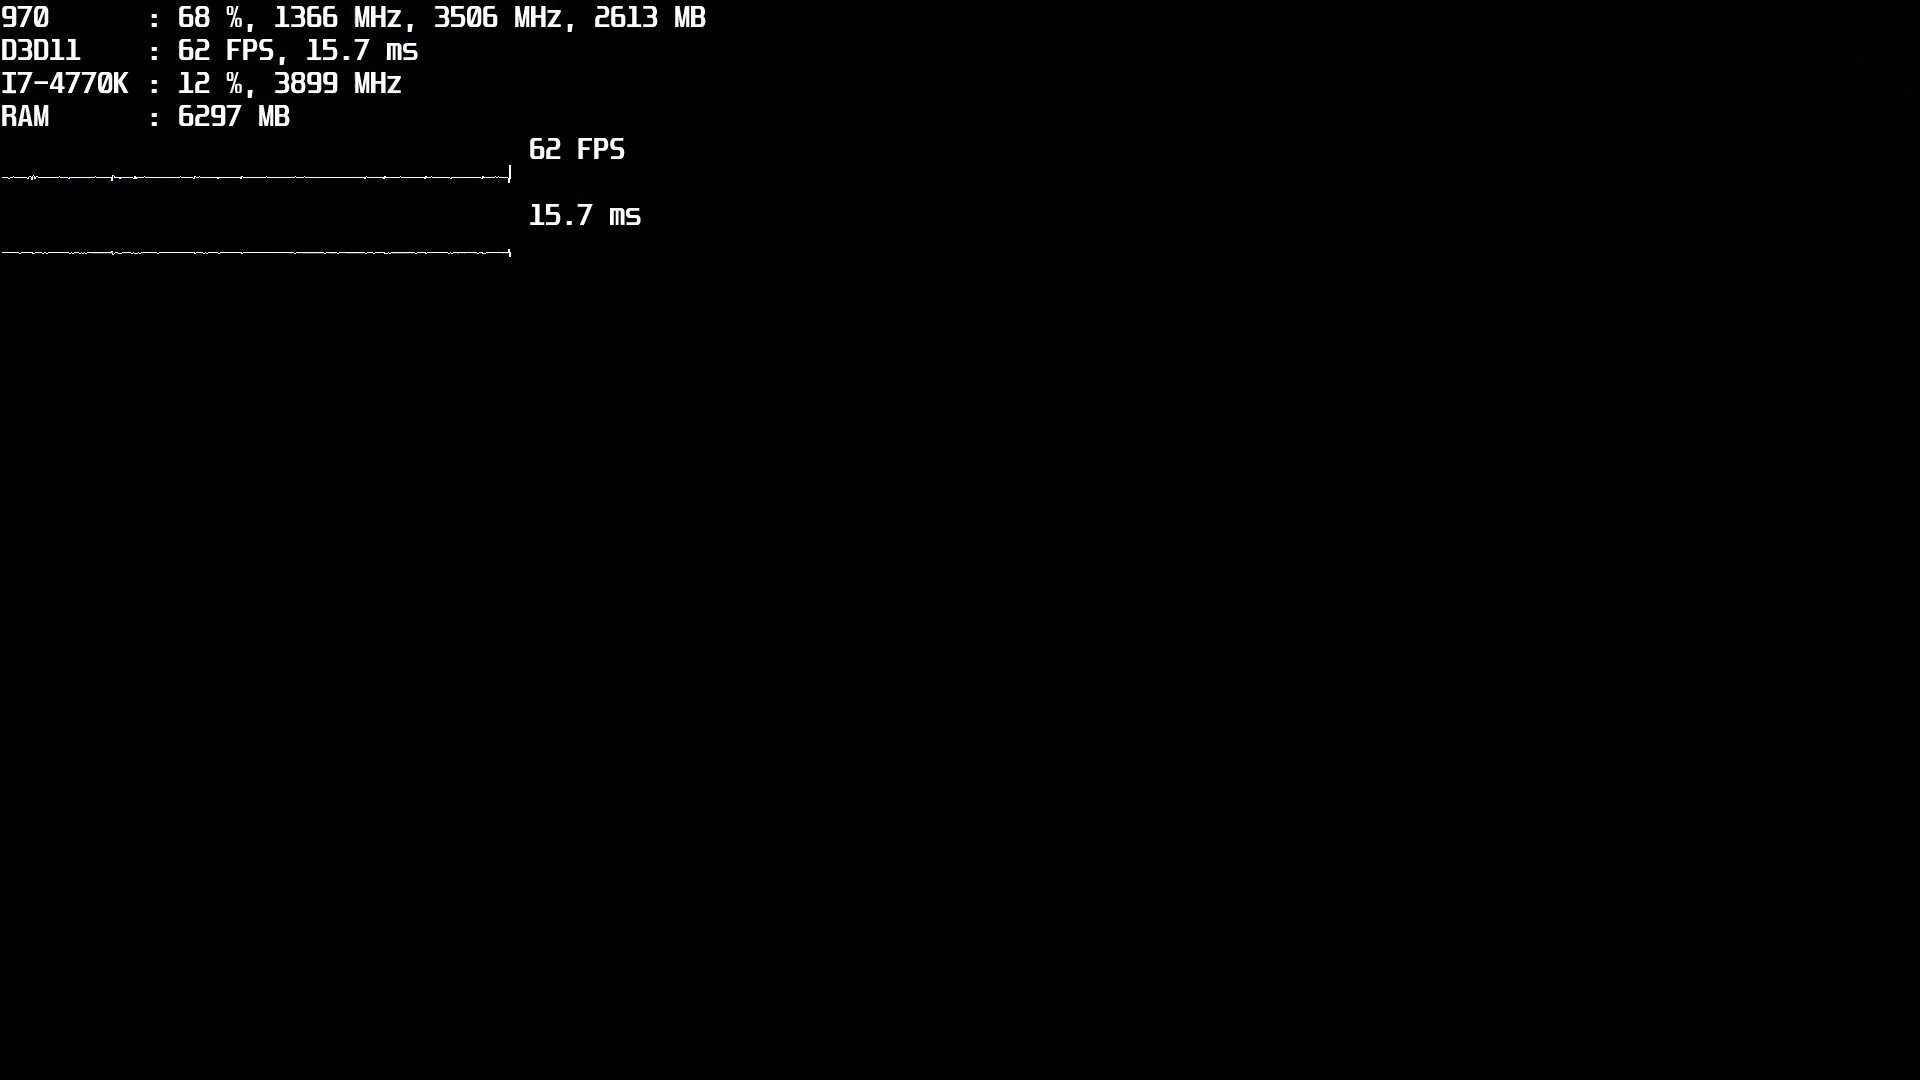 970 : 68 %, 1366 MHz, 3506 MHz, 2613 MB
D3D11 : 62 FPS, 15.7 ms
I7-4770K : 12 %, 3899 MHz
RAM : 6297 MB
62 FPS
15.7 ms